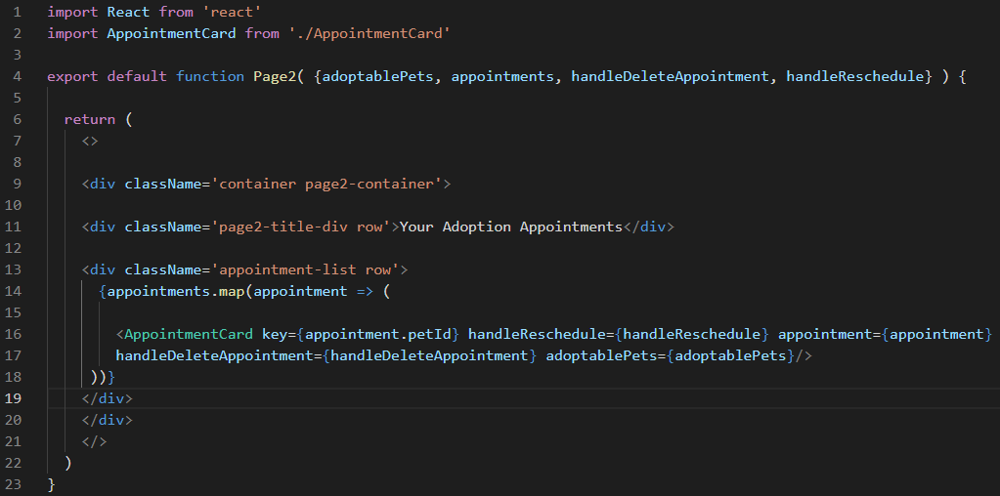 1 import React from 'react'
2 import AppointmentCard from './AppointmentCard'
3
4 export default function Page2( {adoptablePets, appointments, handleDeleteAppointment, handleReschedule} ) {
5
6   return (
7     <>
8
9     <div className='container page2-container'>
10
11     <div className='page2-title-div row'>Your Adoption Appointments</div>
12
13     <div className='appointment-list row'>
14       {appointments.map(appointment => (
15
16         <AppointmentCard key={appointment.petId} handleReschedule={handleReschedule} appointment={appointment}
17         handleDeleteAppointment={handleDeleteAppointment} adoptablePets={adoptablePets}/>
18      ))}
19     </div>
20     </div>
21     </>
22   )
23 }